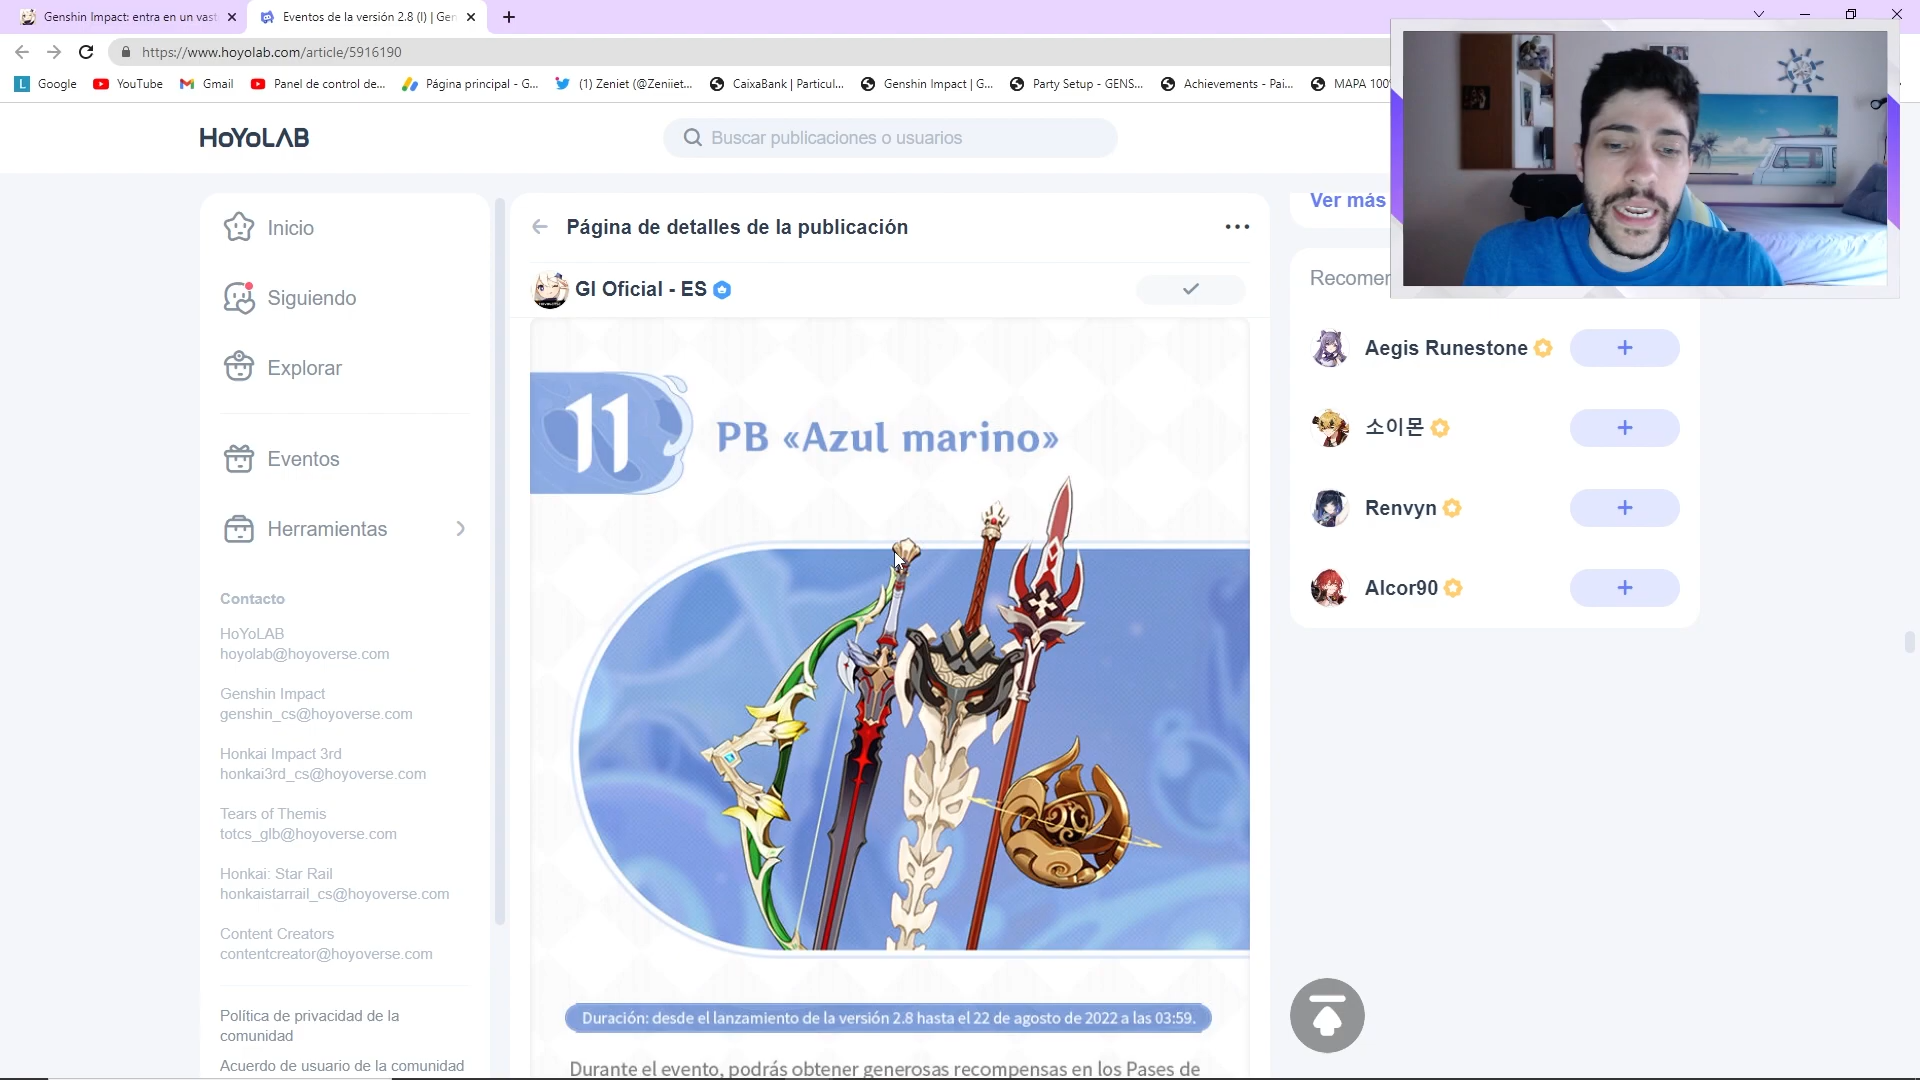 Genshin Impact: entra en un vast
Eventos de la versión 2.8 (I) | Gen
https://www.hoyolab.com/article/5916190
Google
YouTube
Gmail
Panel de control de...
Página principal - G...
(1) Zeniet (@Zeniiet...
CaixaBank | Particul...
Genshin Impact | G...
Party Setup - GENS...
Achievements - Pai...
MAPA 100%
HoYoLAB
Buscar publicaciones o usuarios
Inicio
Siguiendo
Explorar
Eventos
Herramientas
Contacto
HoYoLAB
hoyolab@hoyoverse.com
Genshin Impact
genshin_cs@hoyoverse.com
Honkai Impact 3rd
honkai3rd_cs@hoyoverse.com
Tears of Themis
totcs_glb@hoyoverse.com
Honkai: Star Rail
honkaistarrail_cs@hoyoverse.com
Content Creators
contentcreator@hoyoverse.com
Política de privacidad de la
comunidad
Acuerdo de usuario de la comunidad
Página de detalles de la publicación
GI Oficial - ES
11
PB «Azul marino»
Duración: desde el lanzamiento de la versión 2.8 hasta el 22 de agosto de 2022 a las 03:59.
Durante el evento, podrás obtener generosas recompensas en los Pases de
Ver más
Recomen
Aegis Runestone
소이몬
Renvyn
Alcor90